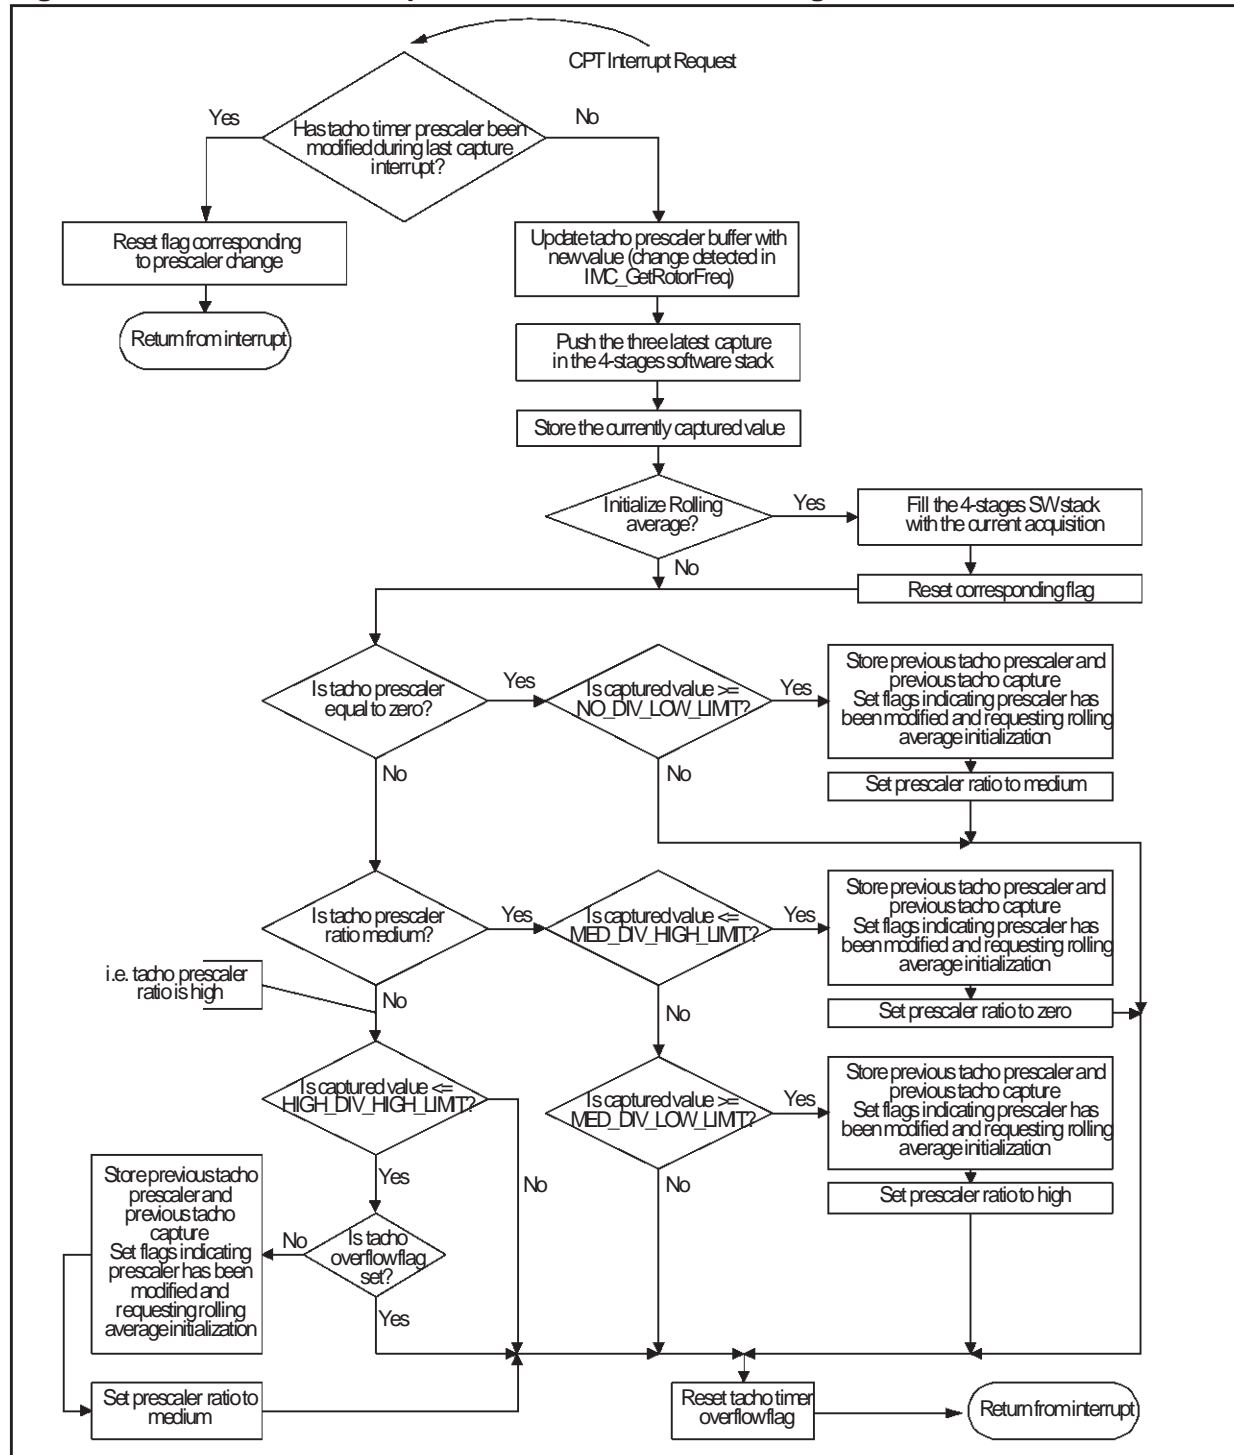 CPT Interrupt Request
Has tacho timer prescaler been
modified during last capture
interrupt?
Yes
No
Reset flag corresponding
to prescaler change
Return from interrupt
Update tacho prescaler buffer with
new value (change detected in
IMC_GetRotorFreq)
Push the three latest capture
in the 4-stages software stack
Store the currently captured value
Initialize Rolling
average?
Yes
No
Fill the 4-stages SW stack
with the current acquisition
Reset corresponding flag
Is tacho prescaler
equal to zero?
Yes
No
Is captured value >=
NO_DIV_LOW_LIMIT?
Yes
No
Store previous tacho prescaler and
previous tacho capture
Set flags indicating prescaler has
been modified and requesting rolling
average initialization
Set prescaler ratio to medium
Is tacho prescaler
ratio medium?
Yes
No
Is captured value <=
MED_DIV_HIGH_LIMIT?
Yes
No
Store previous tacho prescaler and
previous tacho capture
Set flags indicating prescaler has
been modified and requesting rolling
average initialization
Set prescaler ratio to zero
i.e. tacho prescaler
ratio is high
Is captured value <=
HIGH_DIV_HIGH_LIMIT?
Yes
No
Is captured value >=
MED_DIV_LOW_LIMIT?
Yes
No
Store previous tacho prescaler and
previous tacho capture
Set flags indicating prescaler has
been modified and requesting rolling
average initialization
Set prescaler ratio to high
Is tacho
overflow flag
set?
No
Yes
Store previous tacho
prescaler and
previous tacho
capture
Set flags indicating
prescaler has been
modified and
requesting rolling
average initialization
Set prescaler ratio to
medium
Reset tacho timer
overflow flag
Return from interrupt